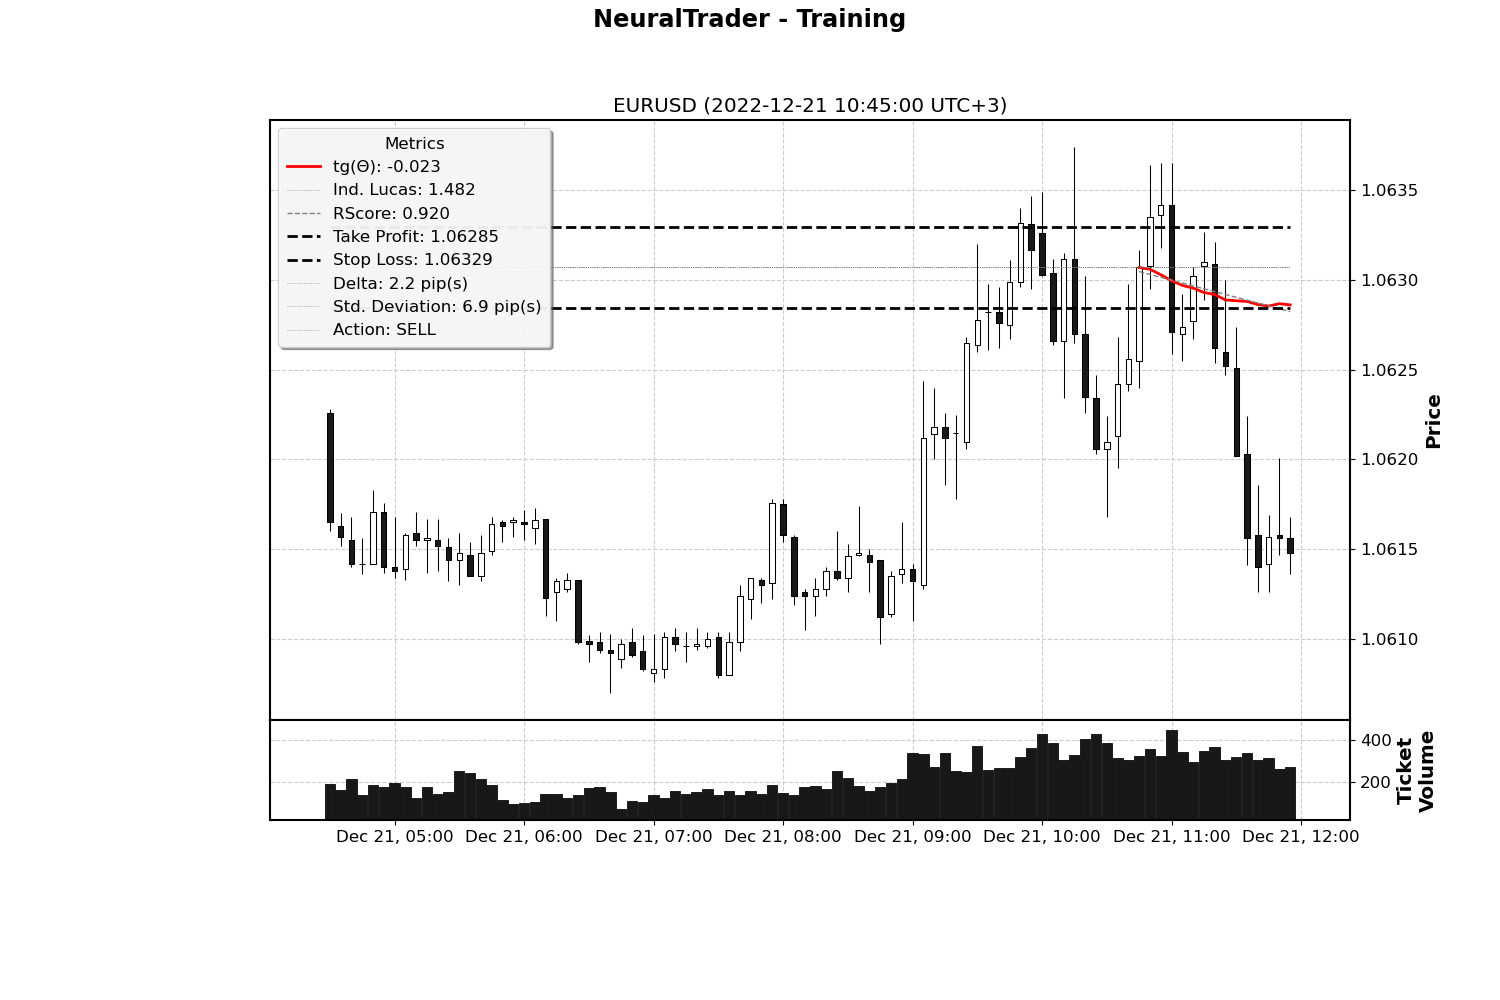 NeuralTrader - Training
EURUSD (2022-12-21 10:45:00 UTC+3)
Metrics
tg(Θ): -0.023
Ind. Lucas: 1.482
RScore: 0.920
Take Profit: 1.06285
Stop Loss: 1.06329
Delta: 2.2 pip(s)
Std. Deviation: 6.9 pip(s)
Action: SELL
1.0635
1.0630
1.0625
1.0620
1.0615
1.0610
Price
400
200
Ticket
Volume
Dec 21, 05:00
Dec 21, 06:00
Dec 21, 07:00
Dec 21, 08:00
Dec 21, 09:00
Dec 21, 10:00
Dec 21, 11:00
Dec 21, 12:00